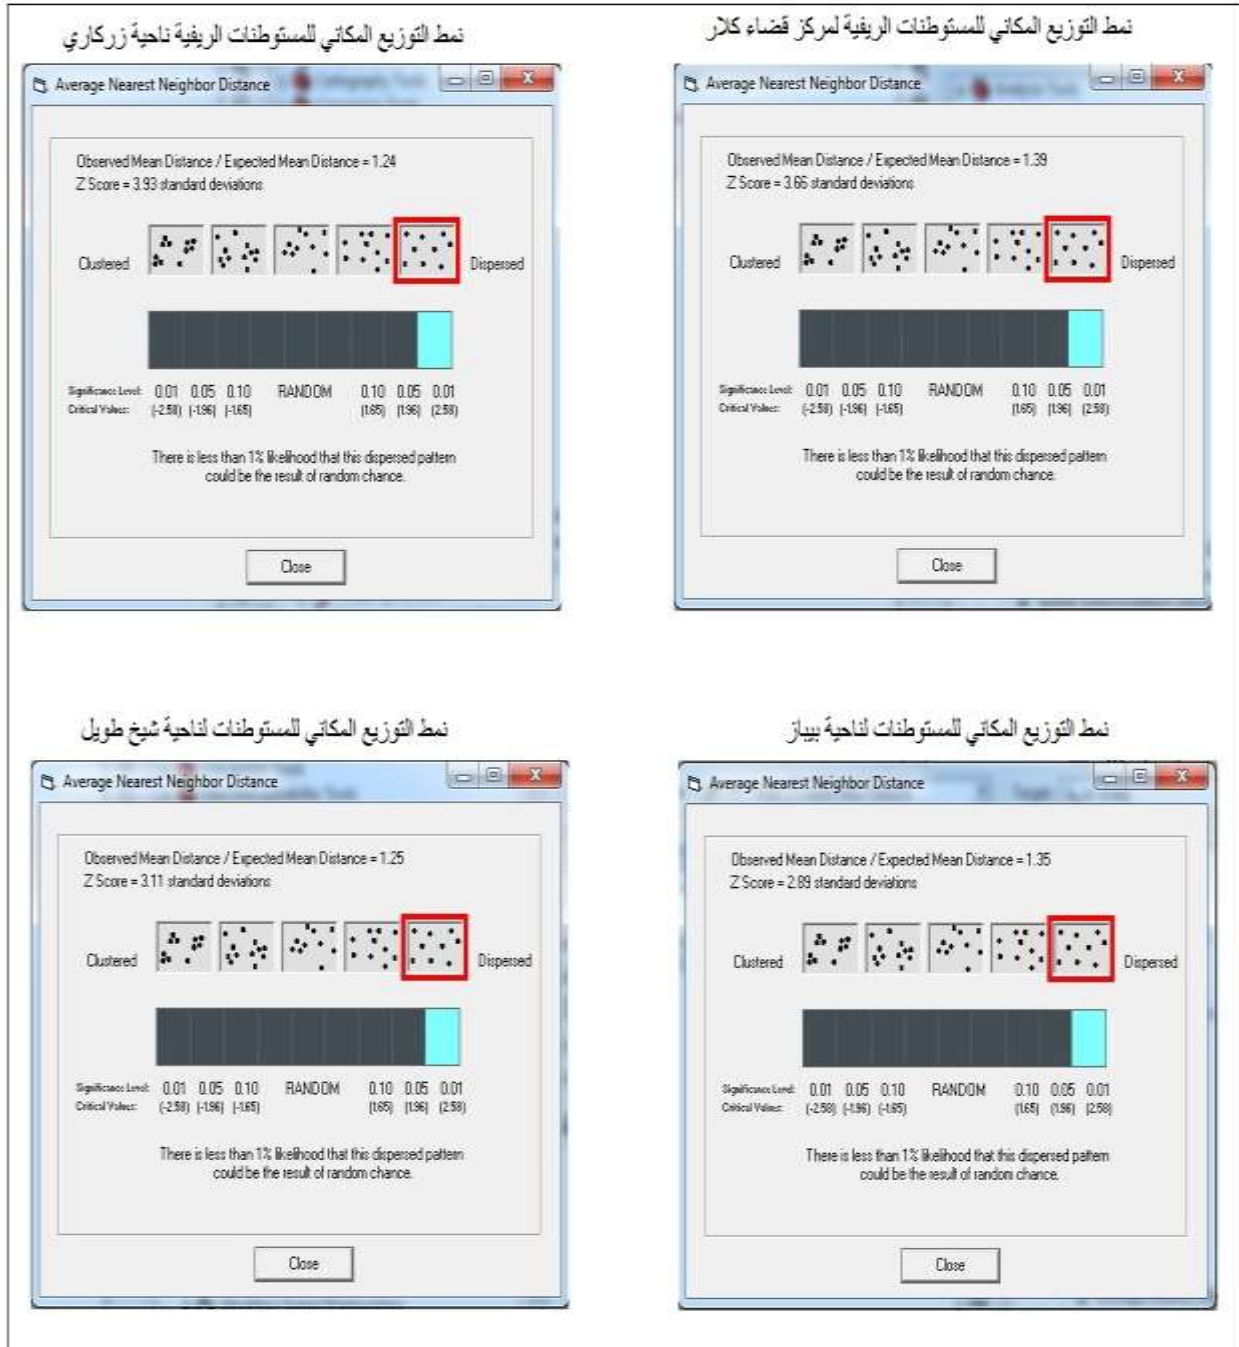 نمط التوزيع المكاني للمستوطنات الريفية لمركز قضاء كلار
Average Nearest Neighbor Distance
X
Observed Mean Distance / Expected Mean Distance = 1.39
Z Score = 3.66 standard deviations
Clustered
Dispersed
Significance Level: 0.01 0.05 0.10 RANDOM 0.10 0.05 0.01
Critical Values: (-2.58) (-1.96) (-1.65) (1.65) (1.96) (2.58)
There is less than 1% likelihood that this dispersed pattern
could be the result of random chance.
Close
نمط التوزيع المكاني للمستوطنات الريفية ناحية زركاري
Average Nearest Neighbor Distance
X
Observed Mean Distance / Expected Mean Distance = 1.24
Z Score = 3.93 standard deviations
Clustered
Dispersed
Significance Level: 0.01 0.05 0.10 RANDOM 0.10 0.05 0.01
Critical Values: (-2.58) (-1.96) (-1.65) (1.65) (1.96) (2.58)
There is less than 1% likelihood that this dispersed pattern
could be the result of random chance.
Close
نمط التوزيع المكاني للمستوطنات لناحية بيباز
Average Nearest Neighbor Distance
X
Observed Mean Distance / Expected Mean Distance = 1.35
Z Score = 2.89 standard deviations
Clustered
Dispersed
Significance Level: 0.01 0.05 0.10 RANDOM 0.10 0.05 0.01
Critical Values: (-2.58) (-1.96) (-1.65) (1.65) (1.96) (2.58)
There is less than 1% likelihood that this dispersed pattern
could be the result of random chance.
Close
نمط التوزيع المكاني للمستوطنات لناحية شيخ طويل
Average Nearest Neighbor Distance
X
Observed Mean Distance / Expected Mean Distance = 1.25
Z Score = 3.11 standard deviations
Clustered
Dispersed
Significance Level: 0.01 0.05 0.10 RANDOM 0.10 0.05 0.01
Critical Values: (-2.58) (-1.96) (-1.65) (1.65) (1.96) (2.58)
There is less than 1% likelihood that this dispersed pattern
could be the result of random chance.
Close